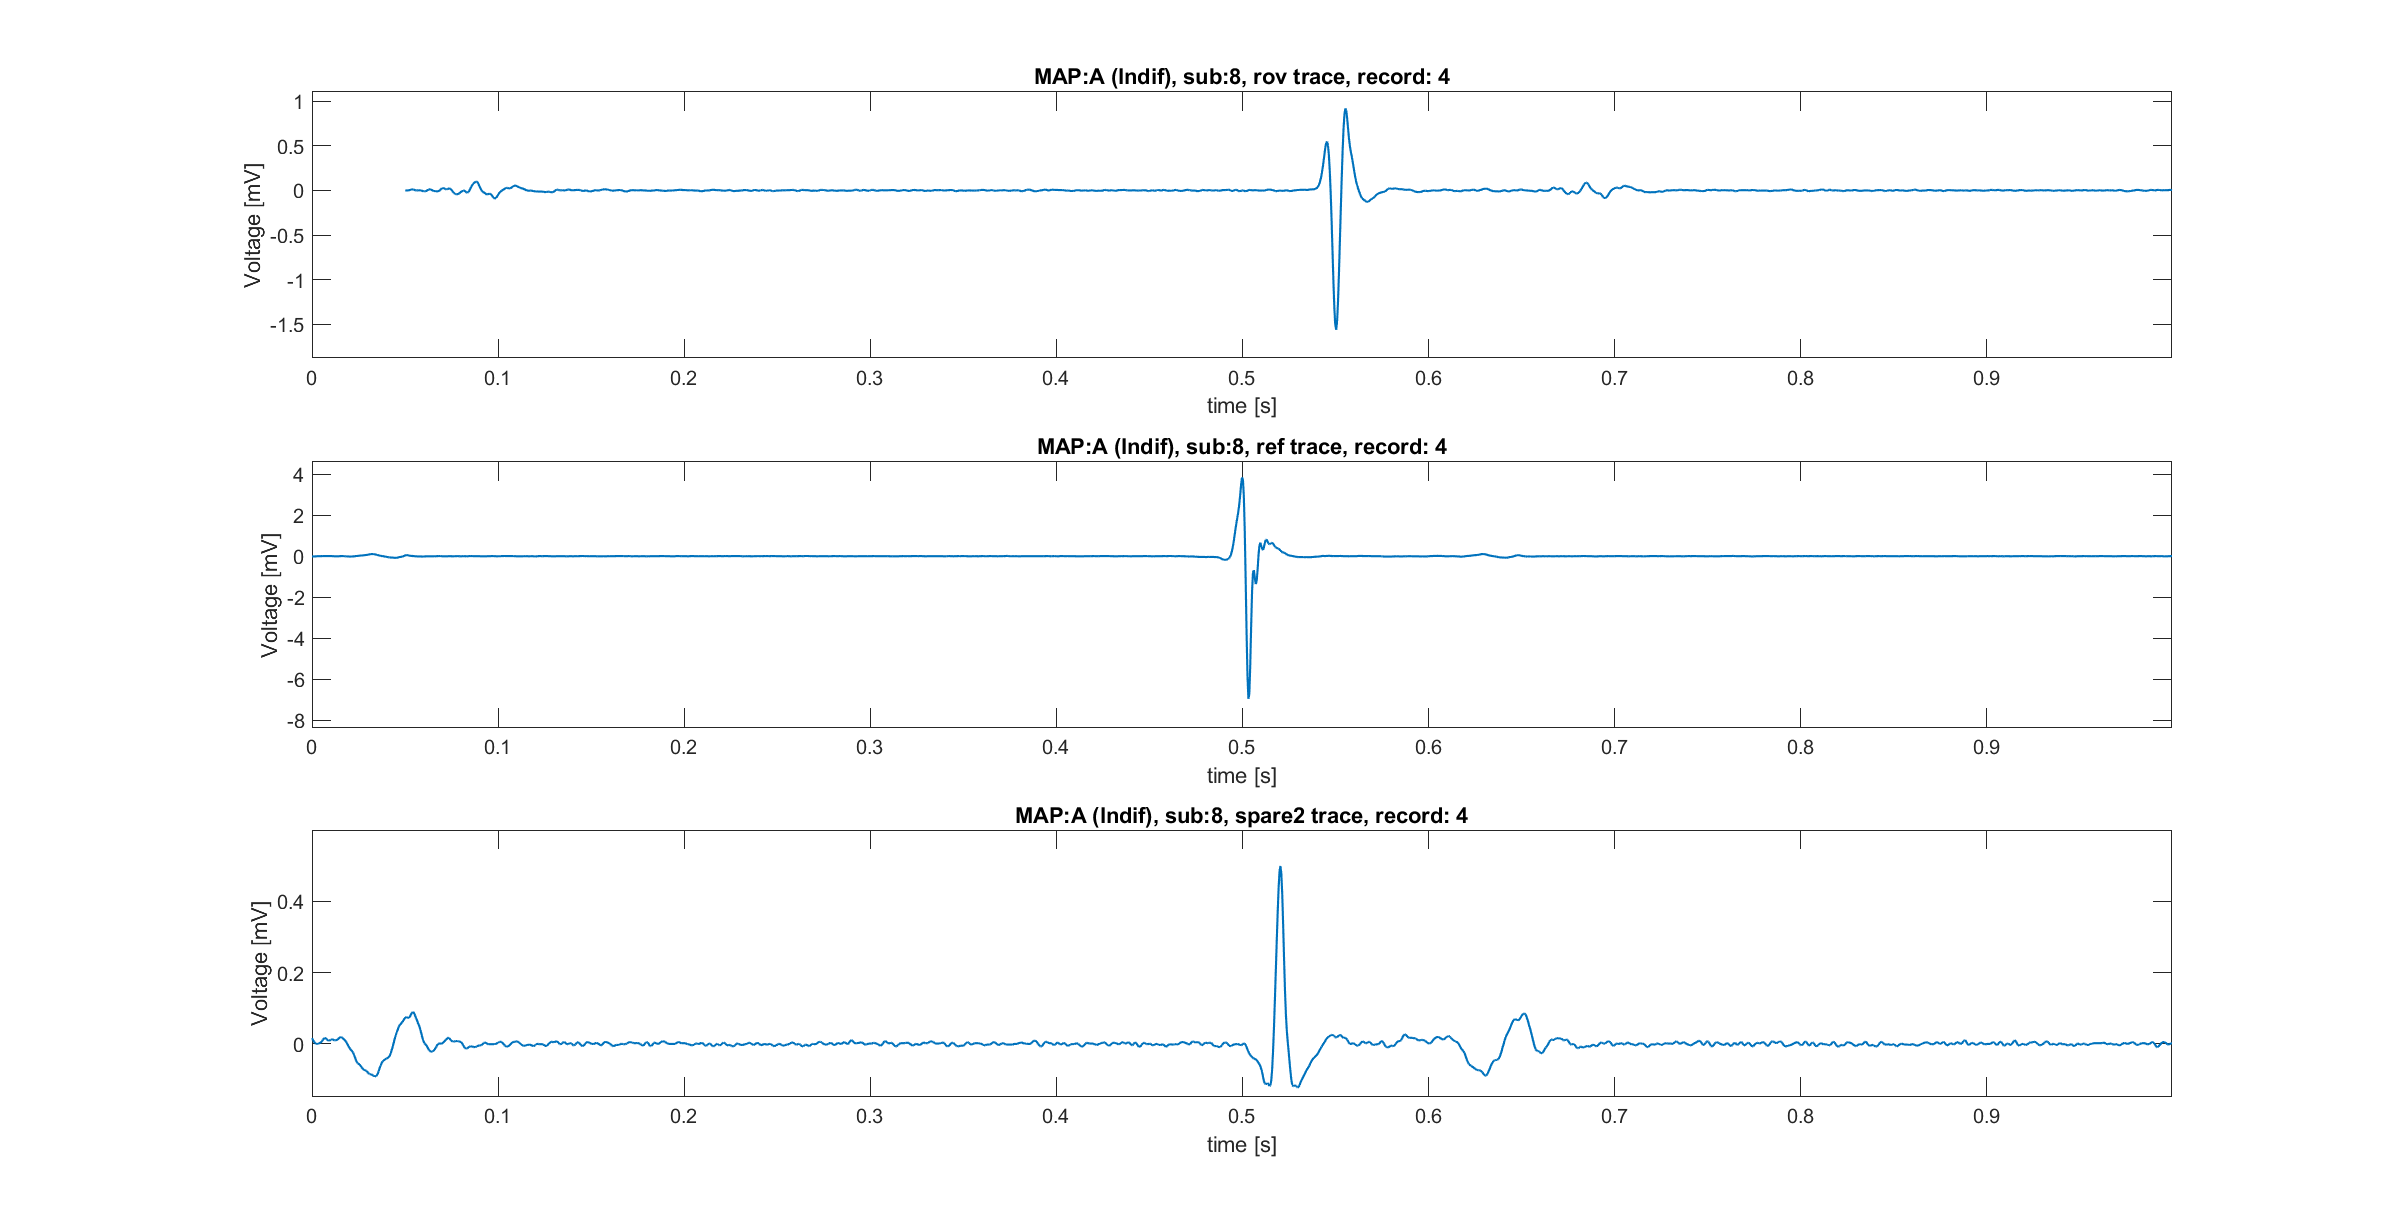 MAP:A (Indif), sub:8, rov trace, record: 4
1
0.5
0
-0.5
-1
-1.5
Voltage [mV]
0 0.1 0.2 0.3 0.4 0.5 0.6 0.7 0.8 0.9
time [s]
MAP:A (Indif), sub:8, ref trace, record: 4
4
2
0
-2
-4
-6
-8
Voltage [mV]
0 0.1 0.2 0.3 0.4 0.5 0.6 0.7 0.8 0.9
time [s]
MAP:A (Indif), sub:8, spare2 trace, record: 4
0.4
0.2
0
Voltage [mV]
0 0.1 0.2 0.3 0.4 0.5 0.6 0.7 0.8 0.9
time [s]